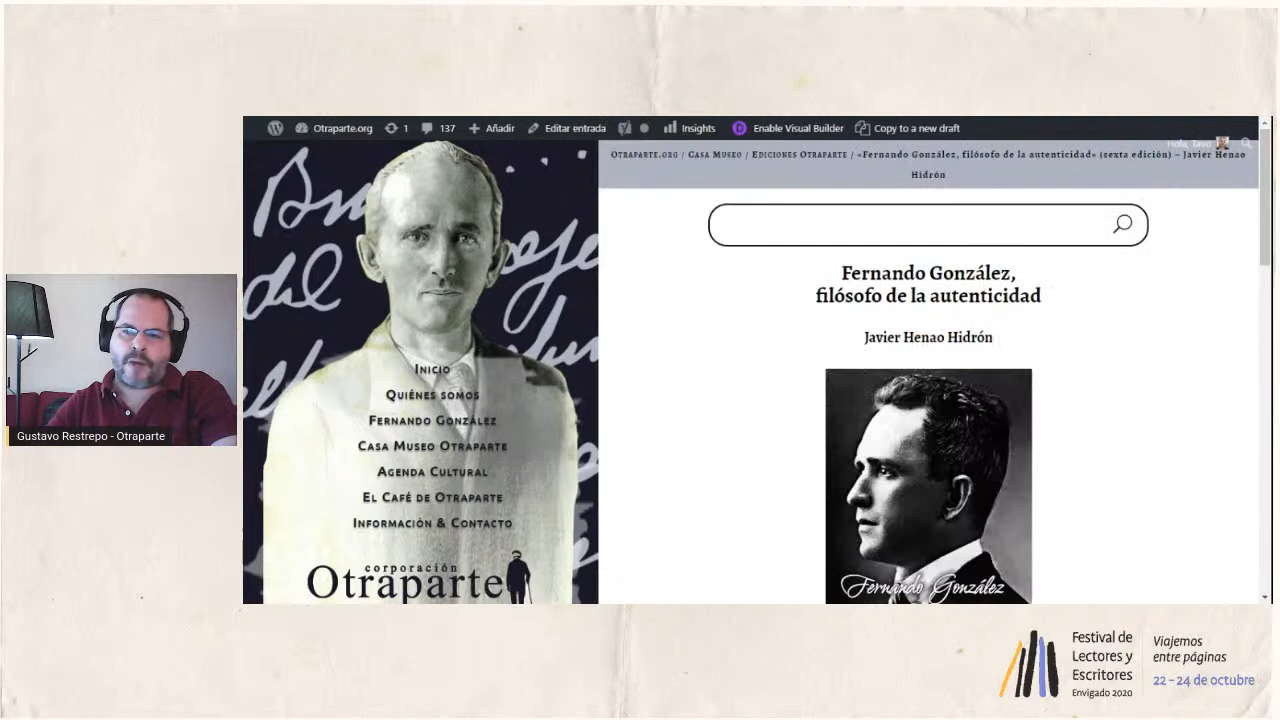 Otraparte.org 1 137 Añadir Editar entrada Insights Enable Visual Builder Copy to a new draft
Hola, Tavo
Otraparte.org / Casa Museo / Ediciones Otraparte / «Fernando González, filósofo de la autenticidad» (sexta edición) – Javier Henao
Hidrón
Fernando González,
filósofo de la autenticidad
Javier Henao Hidrón
Fernando González
del
Inicio
Quiénes somos
Fernando González
Casa Museo Otraparte
Agenda Cultural
El Café de Otraparte
Información & Contacto
corporación
Otraparte
Gustavo Restrepo - Otraparte
Festival de
Lectores y
Escritores
Envigado 2020
Viajemos
entre páginas
22 – 24 de octubre